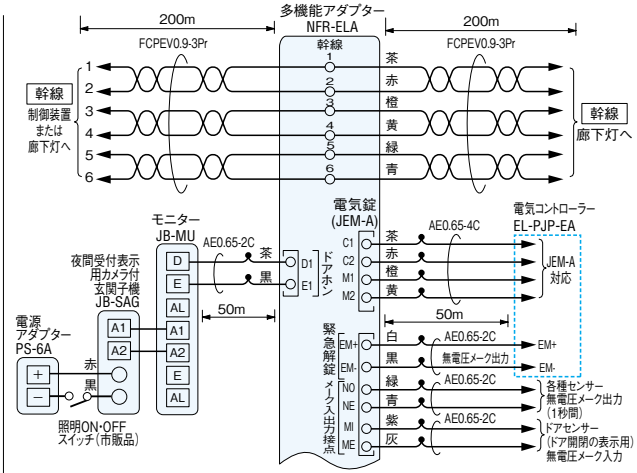 多機能アダプター
NFR-ELA
200m
200m
FCPEV0.9-3Pr
FCPEV0.9-3Pr
幹線
1
1
茶
2
2
赤
3
3
橙
4
4
黄
5
5
緑
6
6
青
幹線
制御装置
または
廊下灯へ
幹線
廊下灯へ
モニター
JB-MU
AE0.65-2C
茶
黒
50m
D
E
AL
A1
A2
E
AL
夜間受付表示
用カメラ付
玄関子機
JB-SAG
A1
A2
電源
アダプター
PS-6A
+
−
赤
黒
照明ON・OFF
スイッチ(市販品)
D1
E1
ドアホン
電気錠
(JEM-A)
C1
茶
C2
赤
M1
橙
M2
黄
AE0.65-4C
50m
電気コントローラー
EL-PJP-EA
JEM-A
対応
緊急解錠
EM+
白
AE0.65-2C
EM+
EM-
黒
無電圧メーク出力
EM-
メイク入出力接点
NO
緑
AE0.65-2C
NE
青
各種センサー
無電圧メーク出力
(1秒間)
MI
紫
AE0.65-2C
ME
灰
ドアセンサー
(ドア開閉の表示用)
無電圧メーク入力